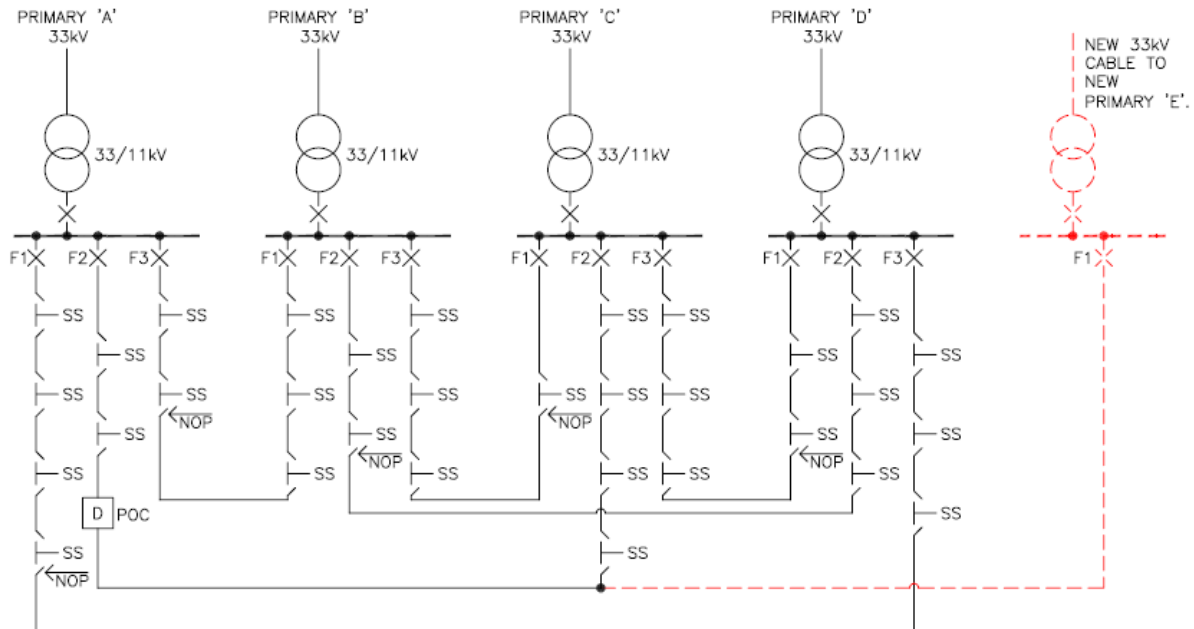 PRIMARY 'A'
33kV
PRIMARY 'B'
33kV
PRIMARY 'C'
33kV
PRIMARY 'D'
33kV
NEW 33kV
CABLE TO
NEW
PRIMARY 'E'.
33/11kV
33/11kV
33/11kV
33/11kV
F1 F2 F3 F1 F2 F3 F1 F2 F3 F1 F2 F3 F1
SS SS SS SS SS SS SS
SS SS SS SS
SS SS SS SS SS SS SS SS
NOP NOP
SS SS SS SS
NOP NOP
SS SS SS SS SS
D POC SS
SS SS
NOP